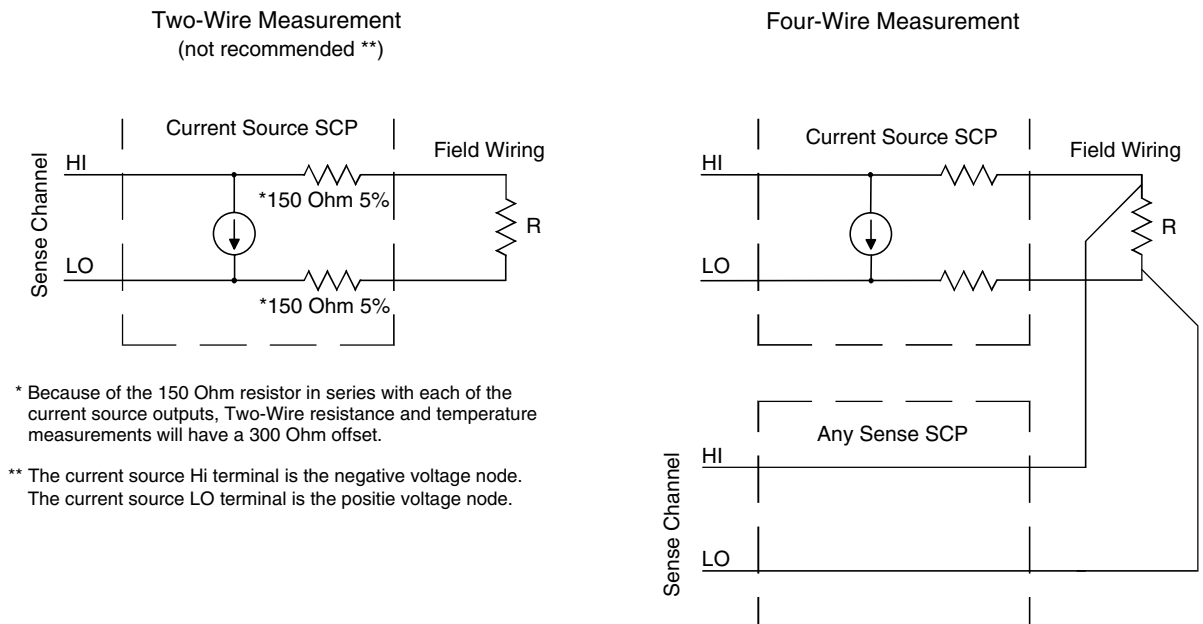 Two-Wire Measurement
(not recommended **)
Current Source SCP
Field Wiring
Sense Channel
HI
*150 Ohm 5%
R
LO
*150 Ohm 5%
* Because of the 150 Ohm resistor in series with each of the
current source outputs, Two-Wire resistance and temperature
measurements will have a 300 Ohm offset.
** The current source Hi terminal is the negative voltage node.
The current source LO terminal is the positie voltage node.
Four-Wire Measurement
Current Source SCP
Field Wiring
HI
R
LO
Any Sense SCP
Sense Channel
HI
LO